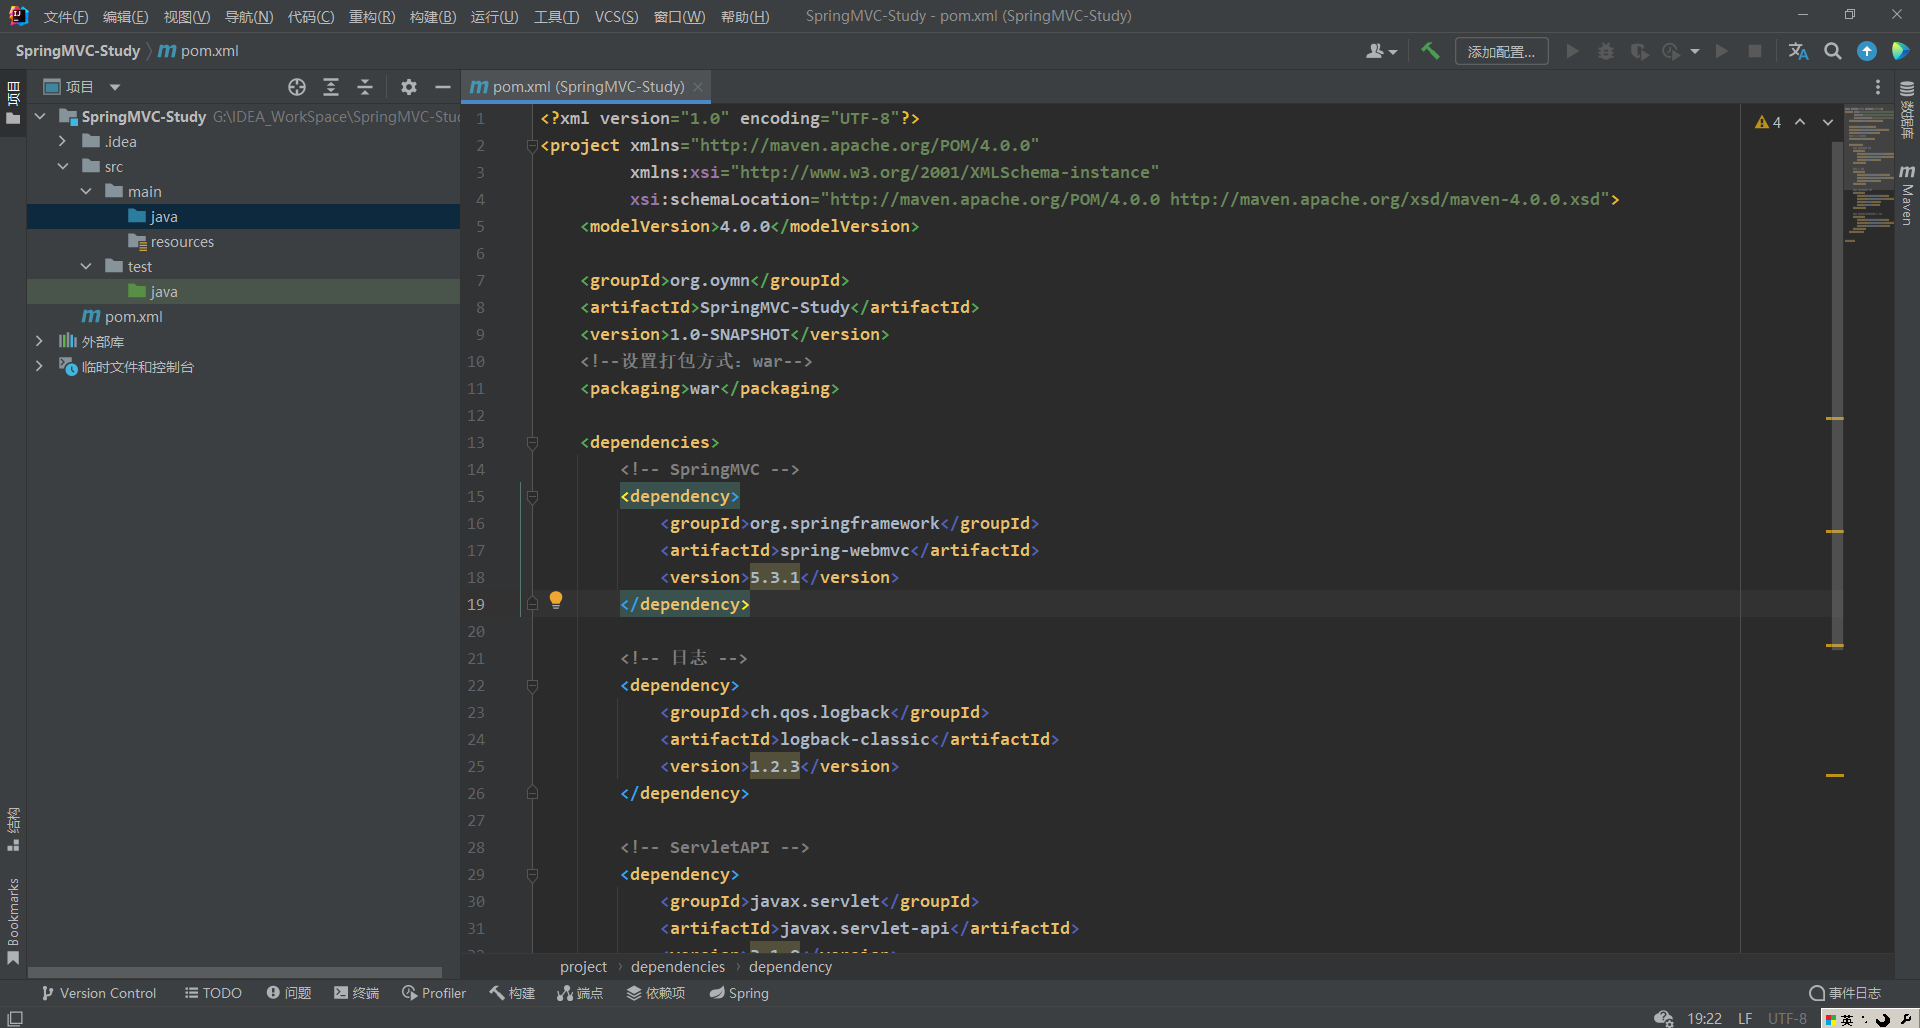 文件(F) 编辑(E) 视图(V) 导航(N) 代码(C) 重构(R) 构建(B) 运行(U) 工具(T) VCS(S) 窗口(W) 帮助(H) SpringMVC-Study - pom.xml (SpringMVC-Study)
SpringMVC-Study pom.xml 添加配置...
项目 pom.xml (SpringMVC-Study)
项目
SpringMVC-Study G:\IDEA_WorkSpace\SpringMVC-Stud
.idea
src
main
java
resources
test
java
pom.xml
外部库
临时文件和控制台
结构
Bookmarks
1 <?xml version="1.0" encoding="UTF-8"?>
2 <project xmlns="http://maven.apache.org/POM/4.0.0"
3 xmlns:xsi="http://www.w3.org/2001/XMLSchema-instance"
4 xsi:schemaLocation="http://maven.apache.org/POM/4.0.0 http://maven.apache.org/xsd/maven-4.0.0.xsd">
5 <modelVersion>4.0.0</modelVersion>
6
7 <groupId>org.oymn</groupId>
8 <artifactId>SpringMVC-Study</artifactId>
9 <version>1.0-SNAPSHOT</version>
10 <!--设置打包方式：war-->
11 <packaging>war</packaging>
12
13 <dependencies>
14 <!-- SpringMVC -->
15 <dependency>
16 <groupId>org.springframework</groupId>
17 <artifactId>spring-webmvc</artifactId>
18 <version>5.3.1</version>
19 </dependency>
20
21 <!-- 日志 -->
22 <dependency>
23 <groupId>ch.qos.logback</groupId>
24 <artifactId>logback-classic</artifactId>
25 <version>1.2.3</version>
26 </dependency>
27
28 <!-- ServletAPI -->
29 <dependency>
30 <groupId>javax.servlet</groupId>
31 <artifactId>javax.servlet-api</artifactId>
4
数据库
Maven
project dependencies dependency
Version Control TODO 问题 终端 Profiler 构建 端点 依赖项 Spring 事件日志
19:22 LF UTF-8 英